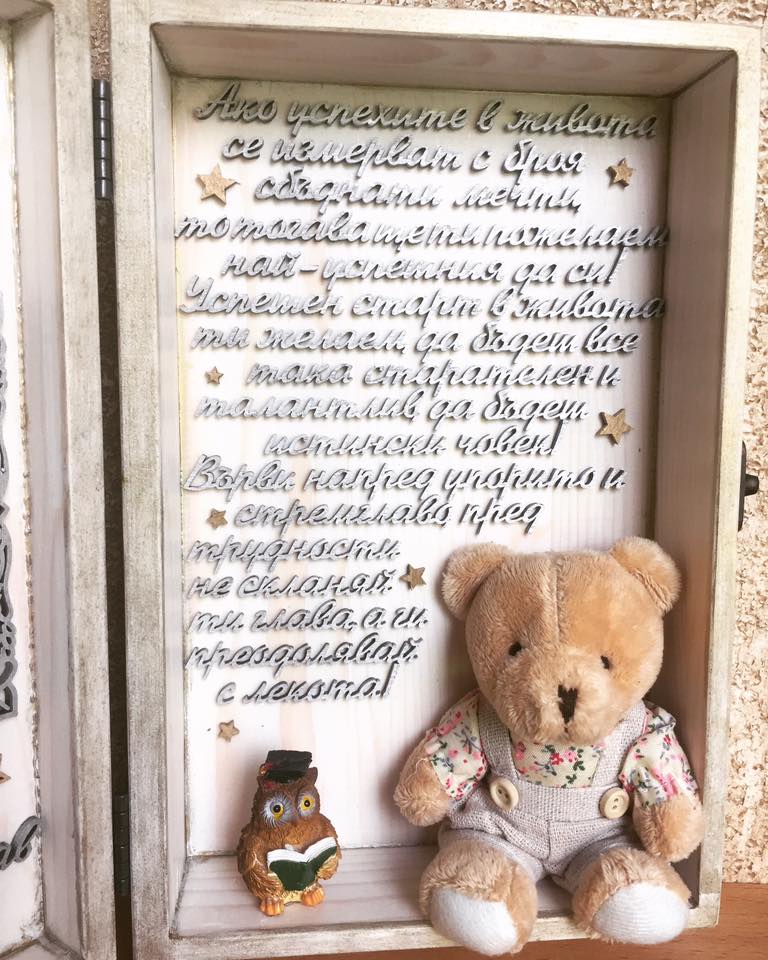 Ако успехите в живота
се измерват с броя
сбъднати мечти,
то тогава ще ти пожелаем
най-успешния да си!
Успешен старт в живота
ти желаем, да бъдеш все
така старателен и
талантлив да бъдеш
истински човек!
Върви напред упорито и
стремглаво, пред
трудности
не скланяй
ти глава, а ги
преодолявай
с лекота!